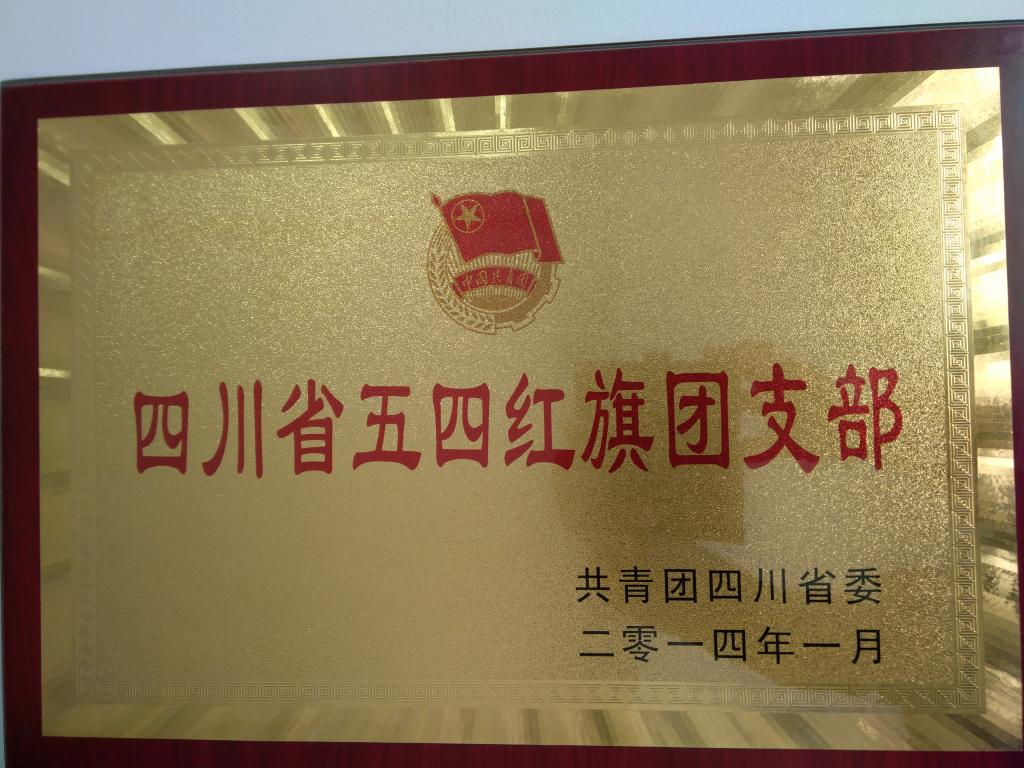 中国共青团
四川省五四红旗团支部
共青团四川省委
二零一四年一月